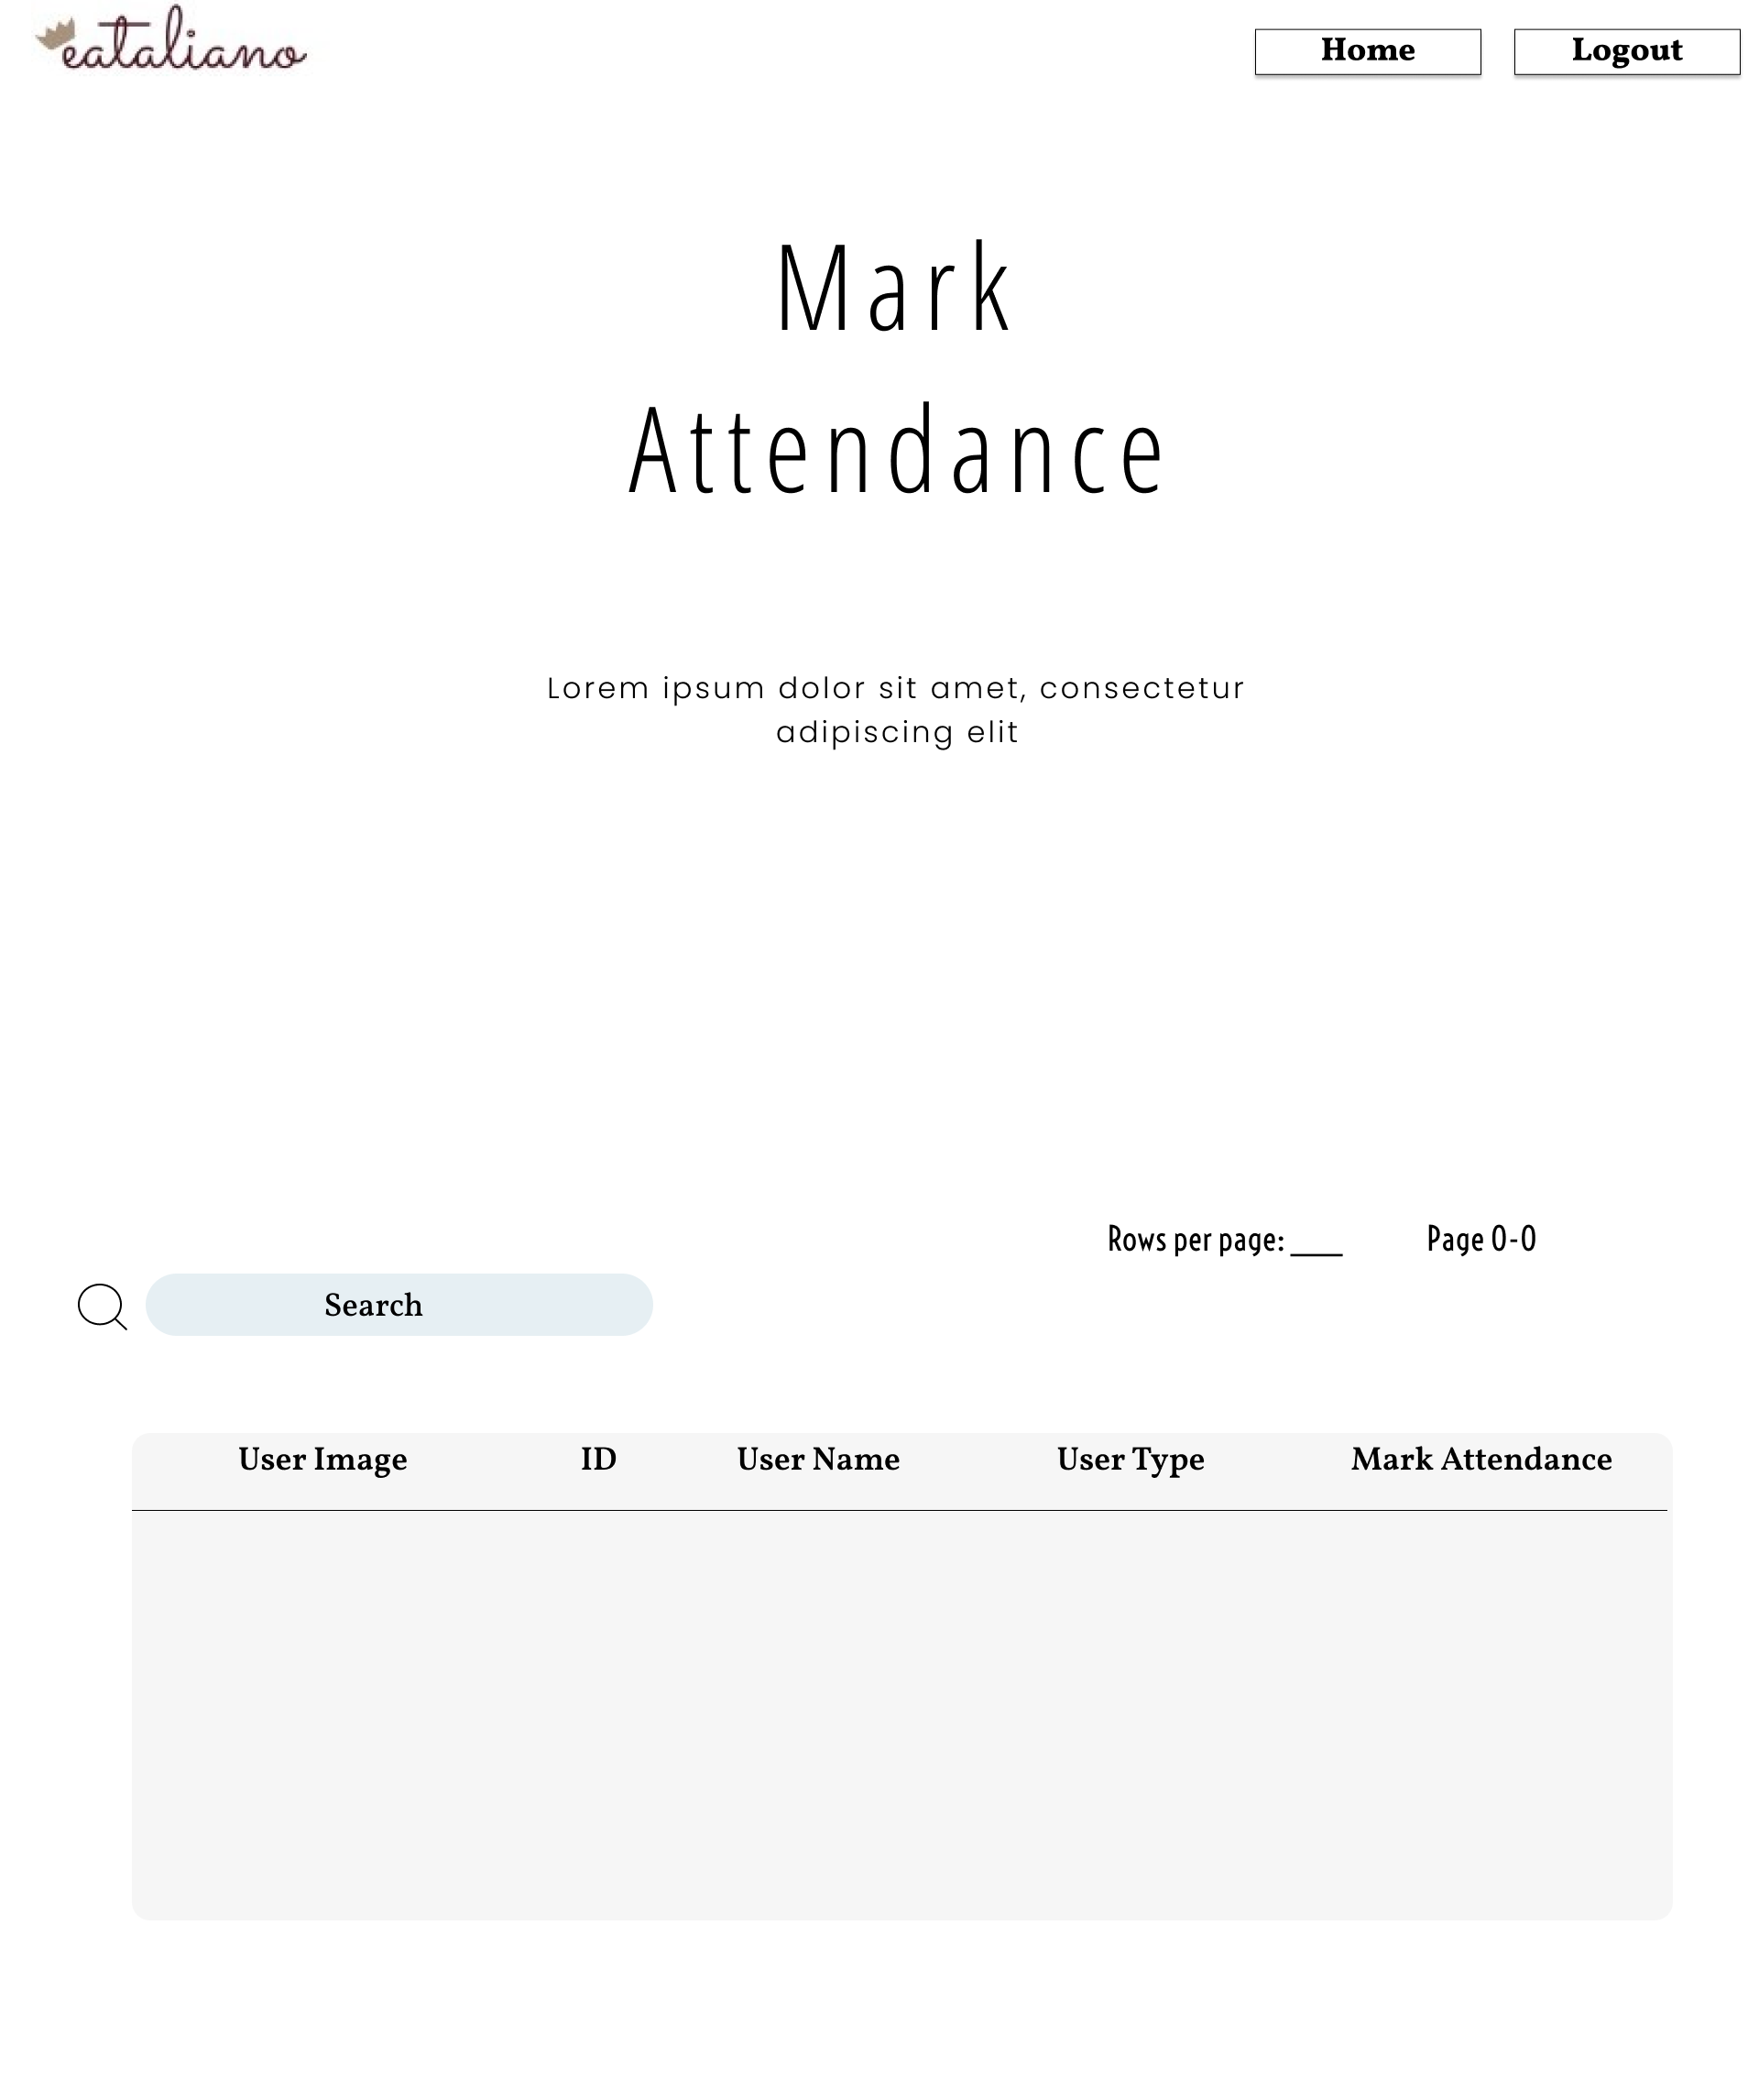 eataliano
Home
Logout
Mark
Attendance
Lorem ipsum dolor sit amet, consectetur
adipiscing elit
Rows per page: ____
Page 0-0
Search
User Image
ID
User Name
User Type
Mark Attendance